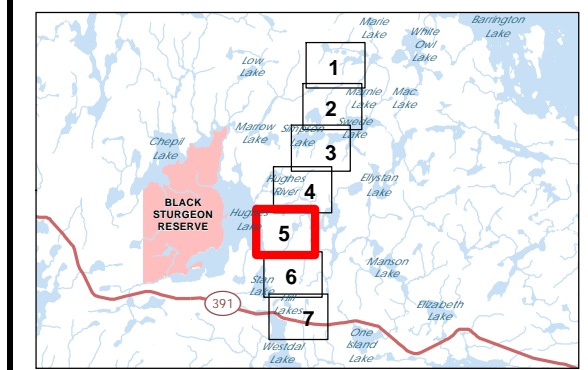 Marie
Lake
Barrington
Lake
White
Owl
Lake
Low
Lake
1
Marnie
Lake
Mac
Lake
2
Swede
Lake
Marrow
Lake
Simpson
Lake
3
Chepil
Lake
Hughes
River
4
Ellystan
Lake
BLACK
STURGEON
RESERVE
Hughes
Lake
5
Manson
Lake
6
Stan
Lake
391
Hill
Lakes
7
Elizabeth
Lake
One
Island
Lake
Westdal
Lake